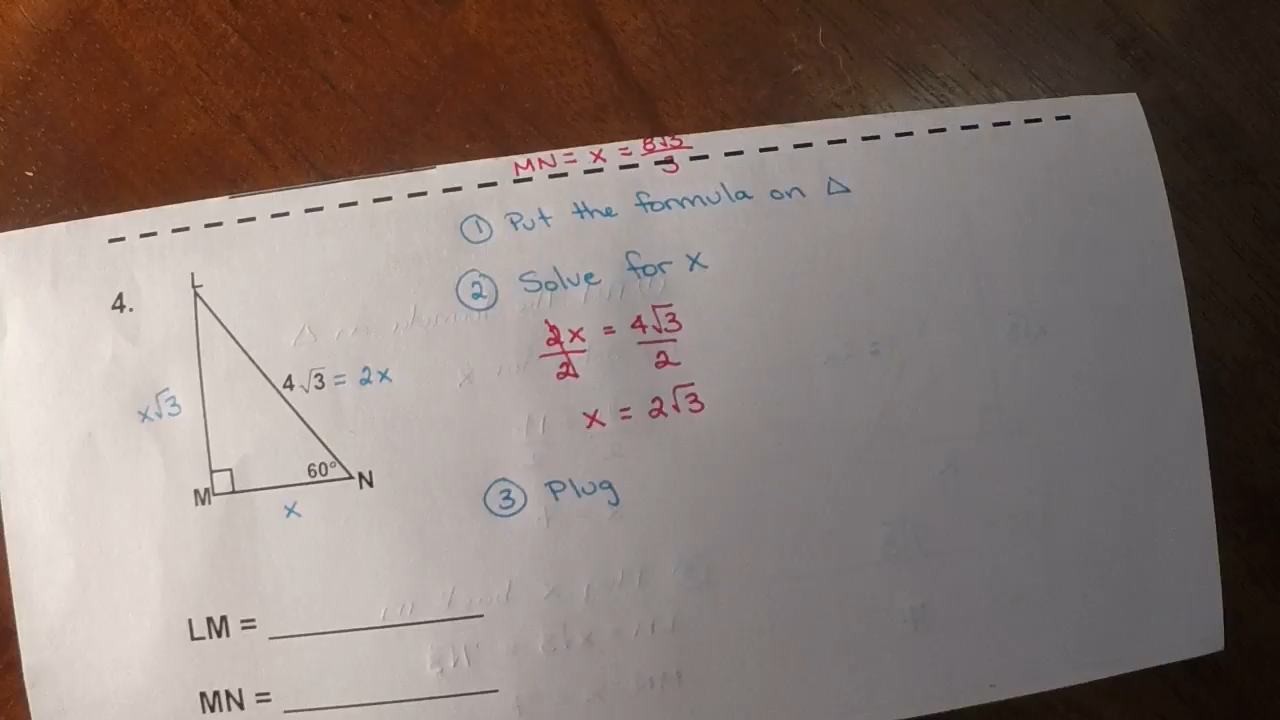 MN = x = 8√3/3
① Put the formula on △
② Solve for x
4.
L
2x/2 = 4√3/2
4√3 = 2x
x√3
x = 2√3
60°
M
N
x
③ Plug
LM =
MN =